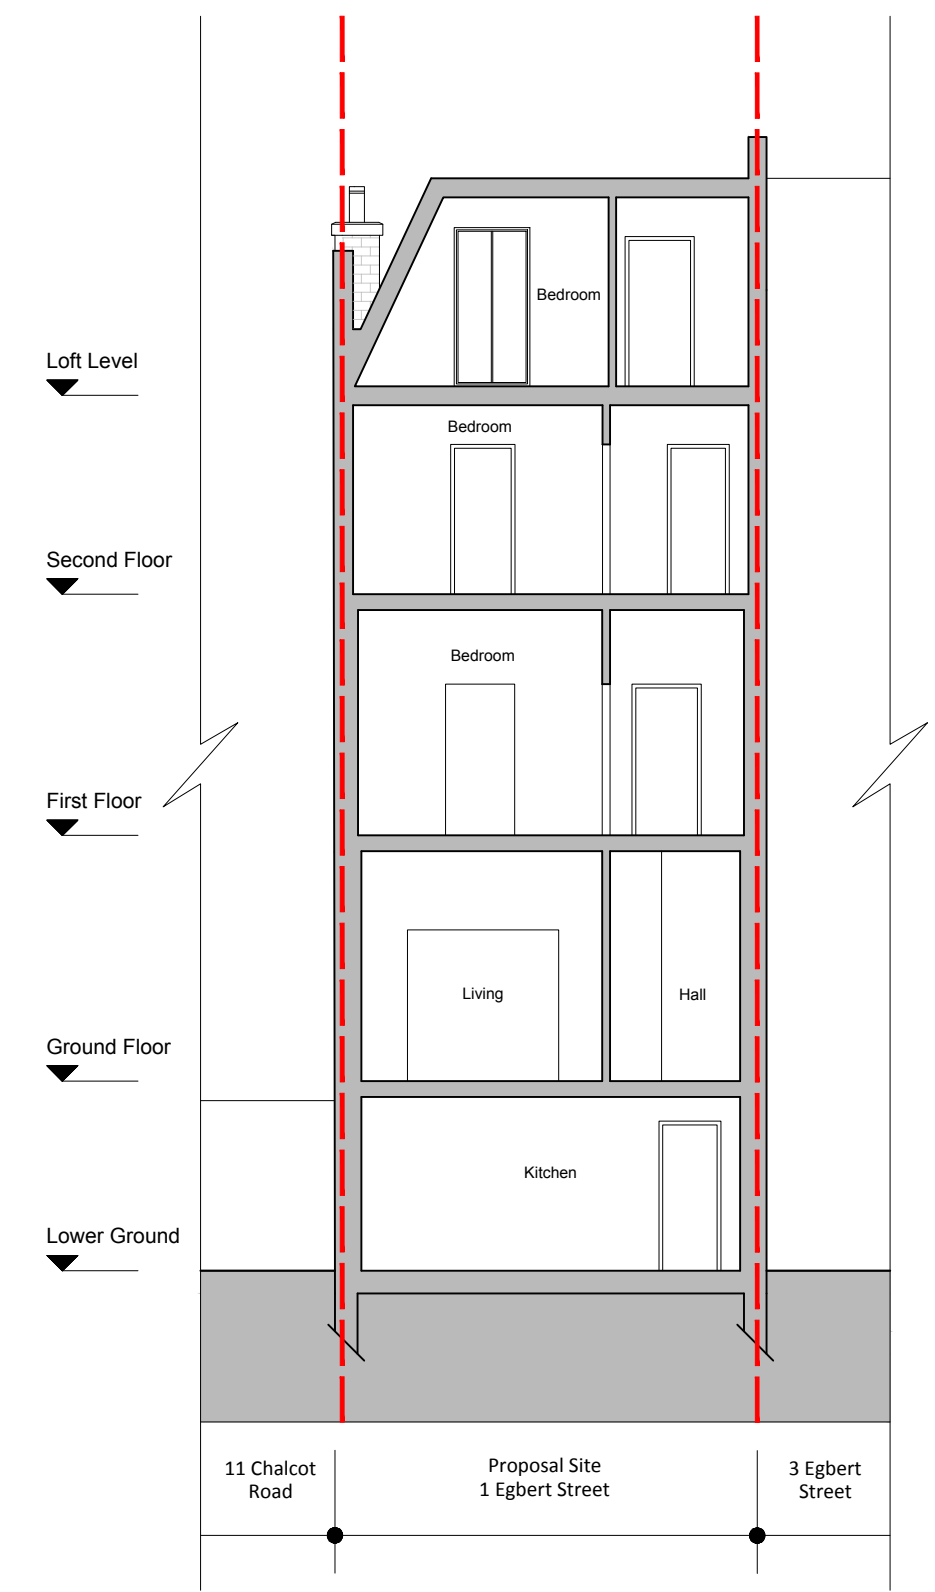 Bedroom
Loft Level
Bedroom
Second Floor
Bedroom
First Floor
Living
Hall
Ground Floor
Kitchen
Lower Ground
11 Chalcot
Road
Proposal Site
1 Egbert Street
3 Egbert
Street